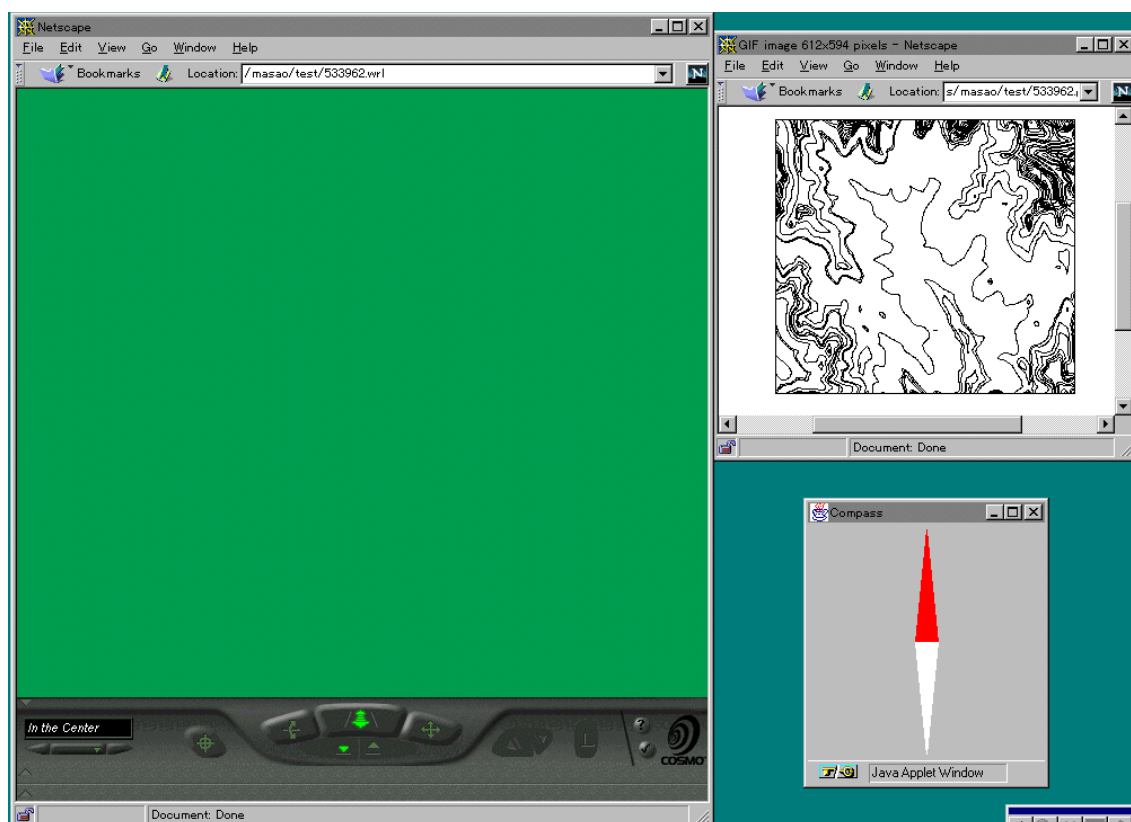 Netscape
File Edit View Go Window Help
Bookmarks Location: /masao/test/533962.wrl
N
In the Center
?
L
COSMO
Document: Done
GIF image 612x594 pixels - Netscape
File Edit View Go Window Help
Bookmarks Location: s/masao/test/533962.
N
Document: Done
Compass
Java Applet Window